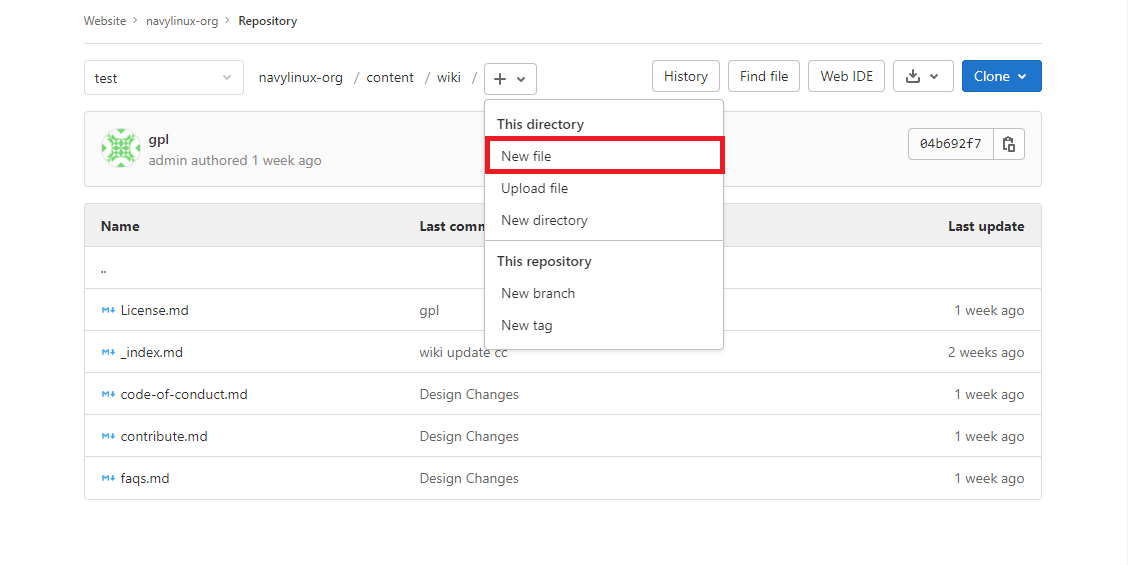 Website > navylinux-org > Repository
test navylinux-org / content / wiki / + History Find file Web IDE Clone
This directory
New file
Upload file
New directory
This repository
New branch
New tag
gpl
admin authored 1 week ago
04b692f7
Name Last comm Last update
..
M↓ License.md gpl 1 week ago
M↓ _index.md wiki update cc 2 weeks ago
M↓ code-of-conduct.md Design Changes 1 week ago
M↓ contribute.md Design Changes 1 week ago
M↓ faqs.md Design Changes 1 week ago